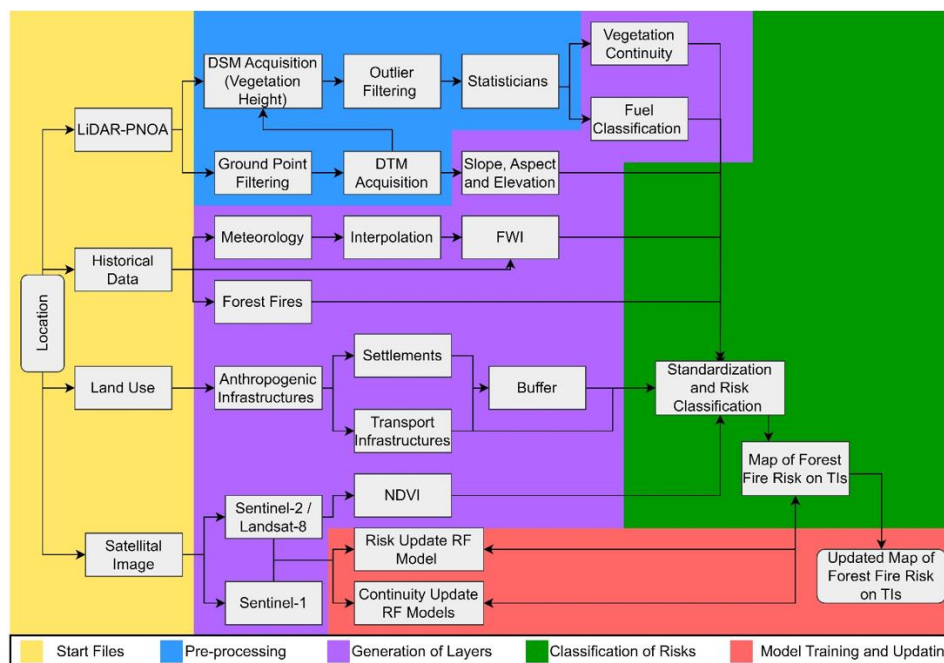 Vegetation
Continuity
DSM Acquisition
(Vegetation
Height)
Outlier
Filtering
Statisticians
LiDAR-PNOA
Fuel
Classification
Ground Point
Filtering
DTM
Acquisition
Slope, Aspect
and Elevation
Meteorology
Interpolation
FWI
Historical
Data
Forest Fires
Location
Settlements
Land Use
Anthropogenic
Infrastructures
Buffer
Standardization
and Risk
Classification
Transport
Infrastructures
Map of Forest
Fire Risk on TIs
Sentinel-2 /
Landsat-8
NDVI
Satellital
Image
Risk Update RF
Model
Updated Map of
Forest Fire Risk
on TIs
Sentinel-1
Continuity Update
RF Models
Start Files
Pre-processing
Generation of Layers
Classification of Risks
Model Training and Updating